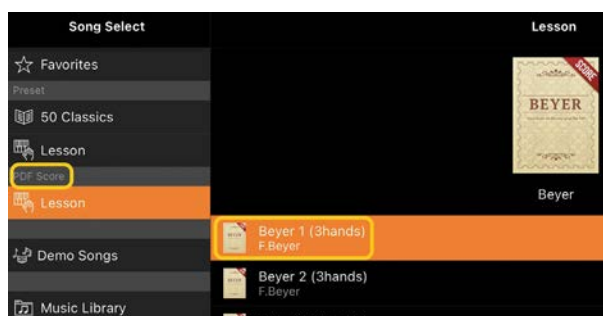 Song Select
Lesson
Favorites
Preset
50 Classics
Lesson
PDF Score
Lesson
Demo Songs
Music Library
SCORE
BEYER
Beyer
Beyer 1 (3hands)
F.Beyer
Beyer 2 (3hands)
F.Beyer